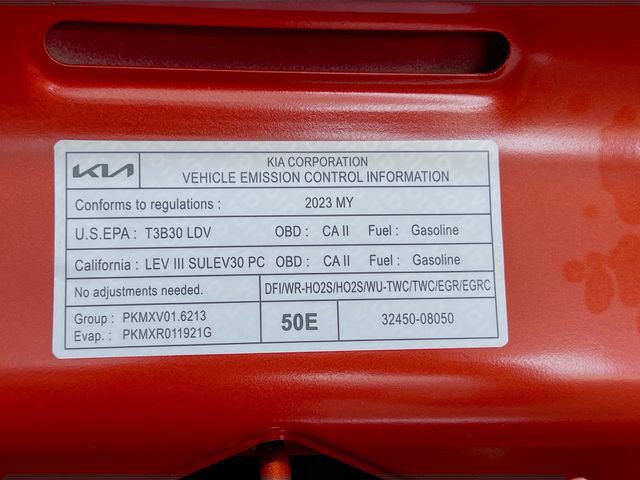 KIA KIA CORPORATION
VEHICLE EMISSION CONTROL INFORMATION
Conforms to regulations : 2023 MY
U.S.EPA : T3B30 LDV OBD : CA II Fuel : Gasoline
California : LEV III SULEV30 PC OBD : CA II Fuel : Gasoline
No adjustments needed. DFI/WR-HO2S/HO2S/WU-TWC/TWC/EGR/EGRC
Group : PKMXV01.6213
Evap. : PKMXR011921G
50E
32450-08050